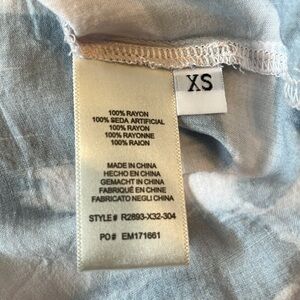 XS
100% RAYON
100% SEDA ARTIFICIAL
100% RAYON
100% RAYONNE
100% RAION
MADE IN CHINA
HECHO EN CHINA
GEMACHT IN CHINA
FABRIQUÉ EN CHINE
FABRICATO NEGLI CHINA
STYLE# R2893-X32-304
PO# EM171661